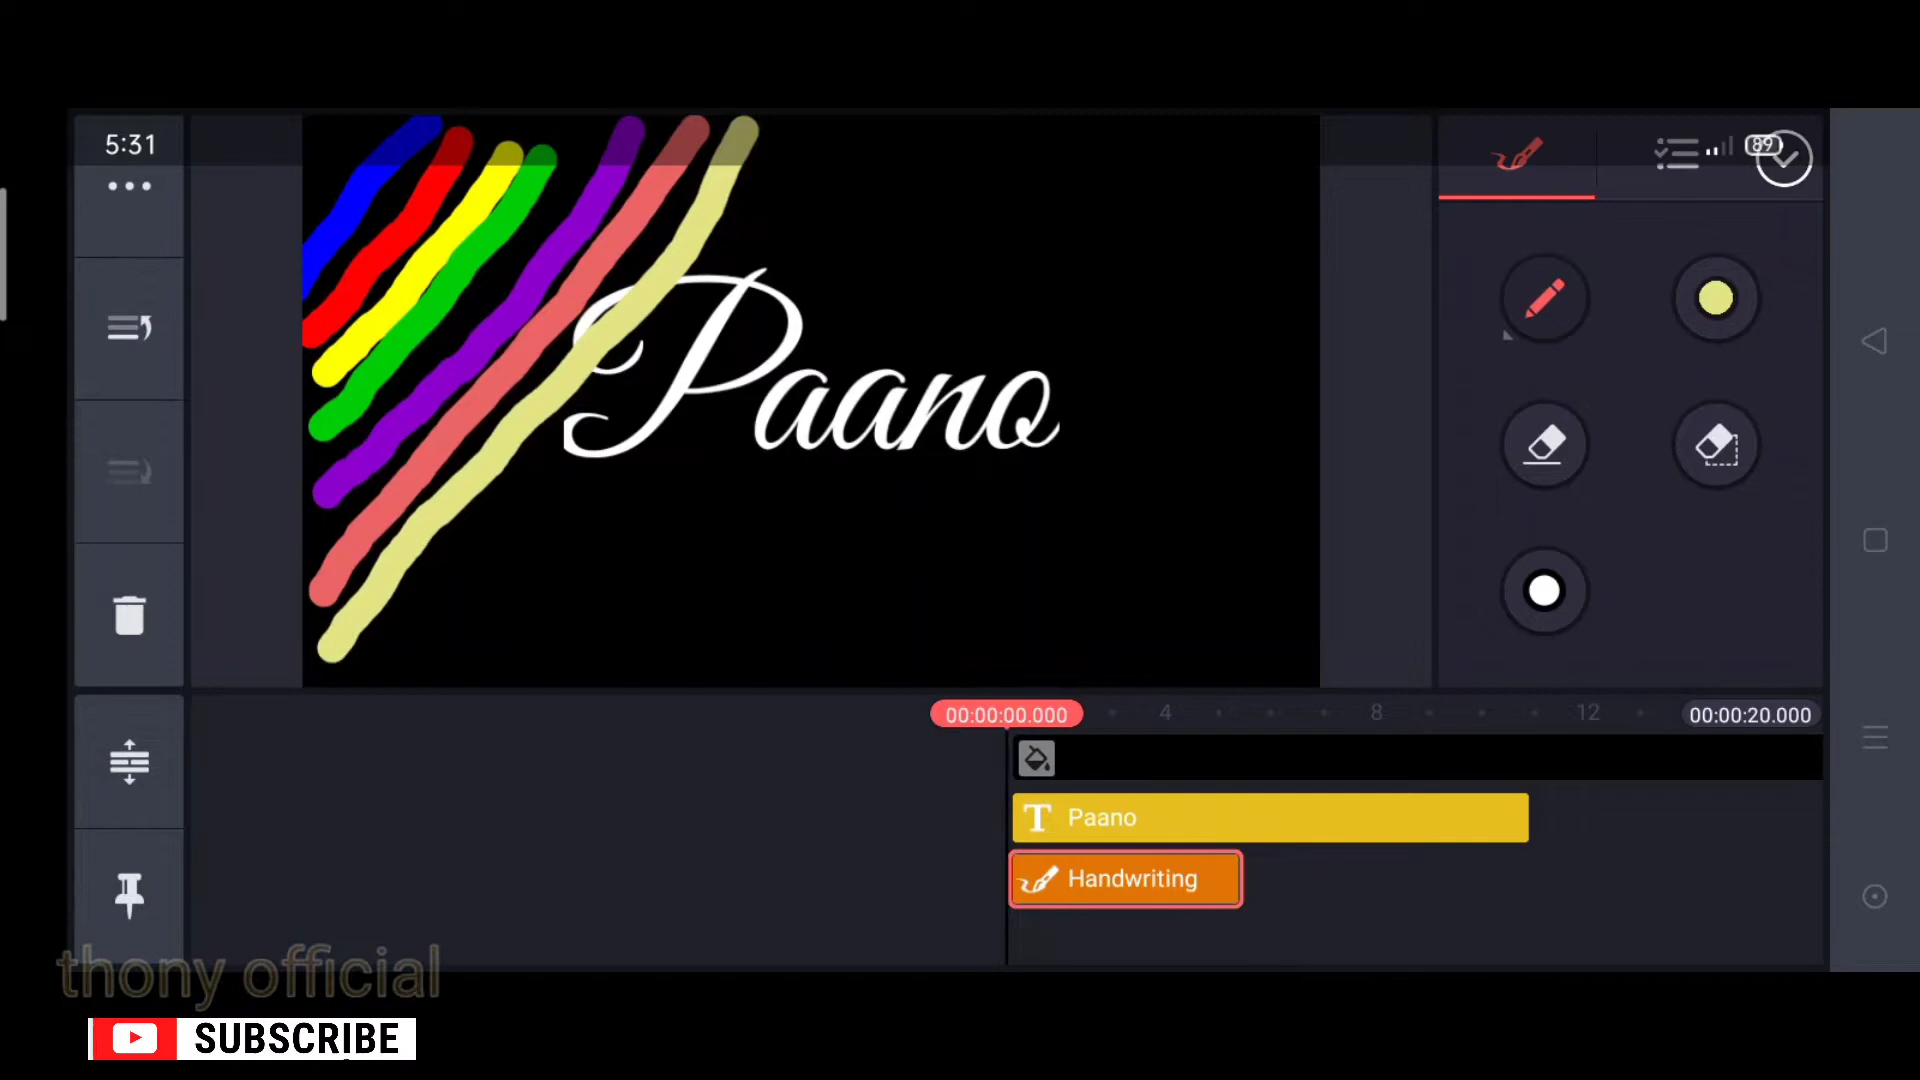 5:31
89
Paano
00:00:00.000
4
8
12
00:00:20.000
T Paano
Handwriting
thony official
SUBSCRIBE